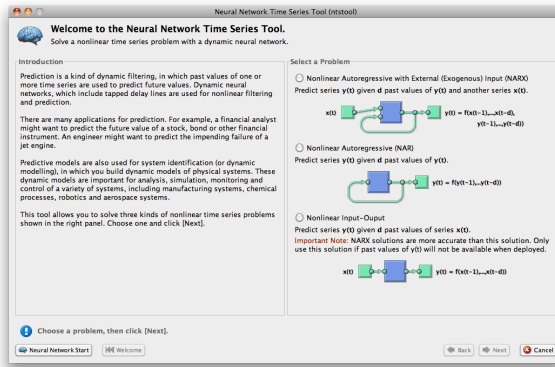 Neural Network Time Series Tool (ntstool)
Welcome to the Neural Network Time Series Tool.
Solve a nonlinear time series problem with a dynamic neural network.
Introduction
Prediction is a kind of dynamic filtering, in which past values of one or
more time series are used to predict future values. Dynamic neural
networks, which include tapped delay lines are used for nonlinear filtering
and prediction.
There are many applications for prediction. For example, a financial analyst
might want to predict the future value of a stock, bond or other financial
instrument. An engineer might want to predict the impending failure of a
jet engine.
Predictive models are also used for system identification (or dynamic
modelling), in which you build dynamic models of physical systems. These
dynamic models are important for analysis, simulation, monitoring and
control of a variety of systems, including manufacturing systems, chemical
processes, robotics and aerospace systems.
This tool allows you to solve three kinds of nonlinear time series problems
shown in the right panel. Choose one and click [Next].
Select a Problem
Nonlinear Autoregressive with External (Exogenous) Input (NARX)
Predict series y(t) given d past values of y(t) and another series x(t).
x(t) y(t) = f(x(t-1),...,x(t-d),
y(t-1),...,y(t-d))
Nonlinear Autoregressive (NAR)
Predict series y(t) given d past values of y(t).
y(t) = f(y(t-1),...,y(t-d))
Nonlinear Input-Ouput
Predict series y(t) given d past values of series x(t).
Important Note: NARX solutions are more accurate than this solution. Only
use this solution if past values of y(t) will not be available when deployed.
x(t) y(t) = f(x(t-1),...,x(t-d))
Choose a problem, then click [Next].
Neural Network Start Welcome Back Next Cancel